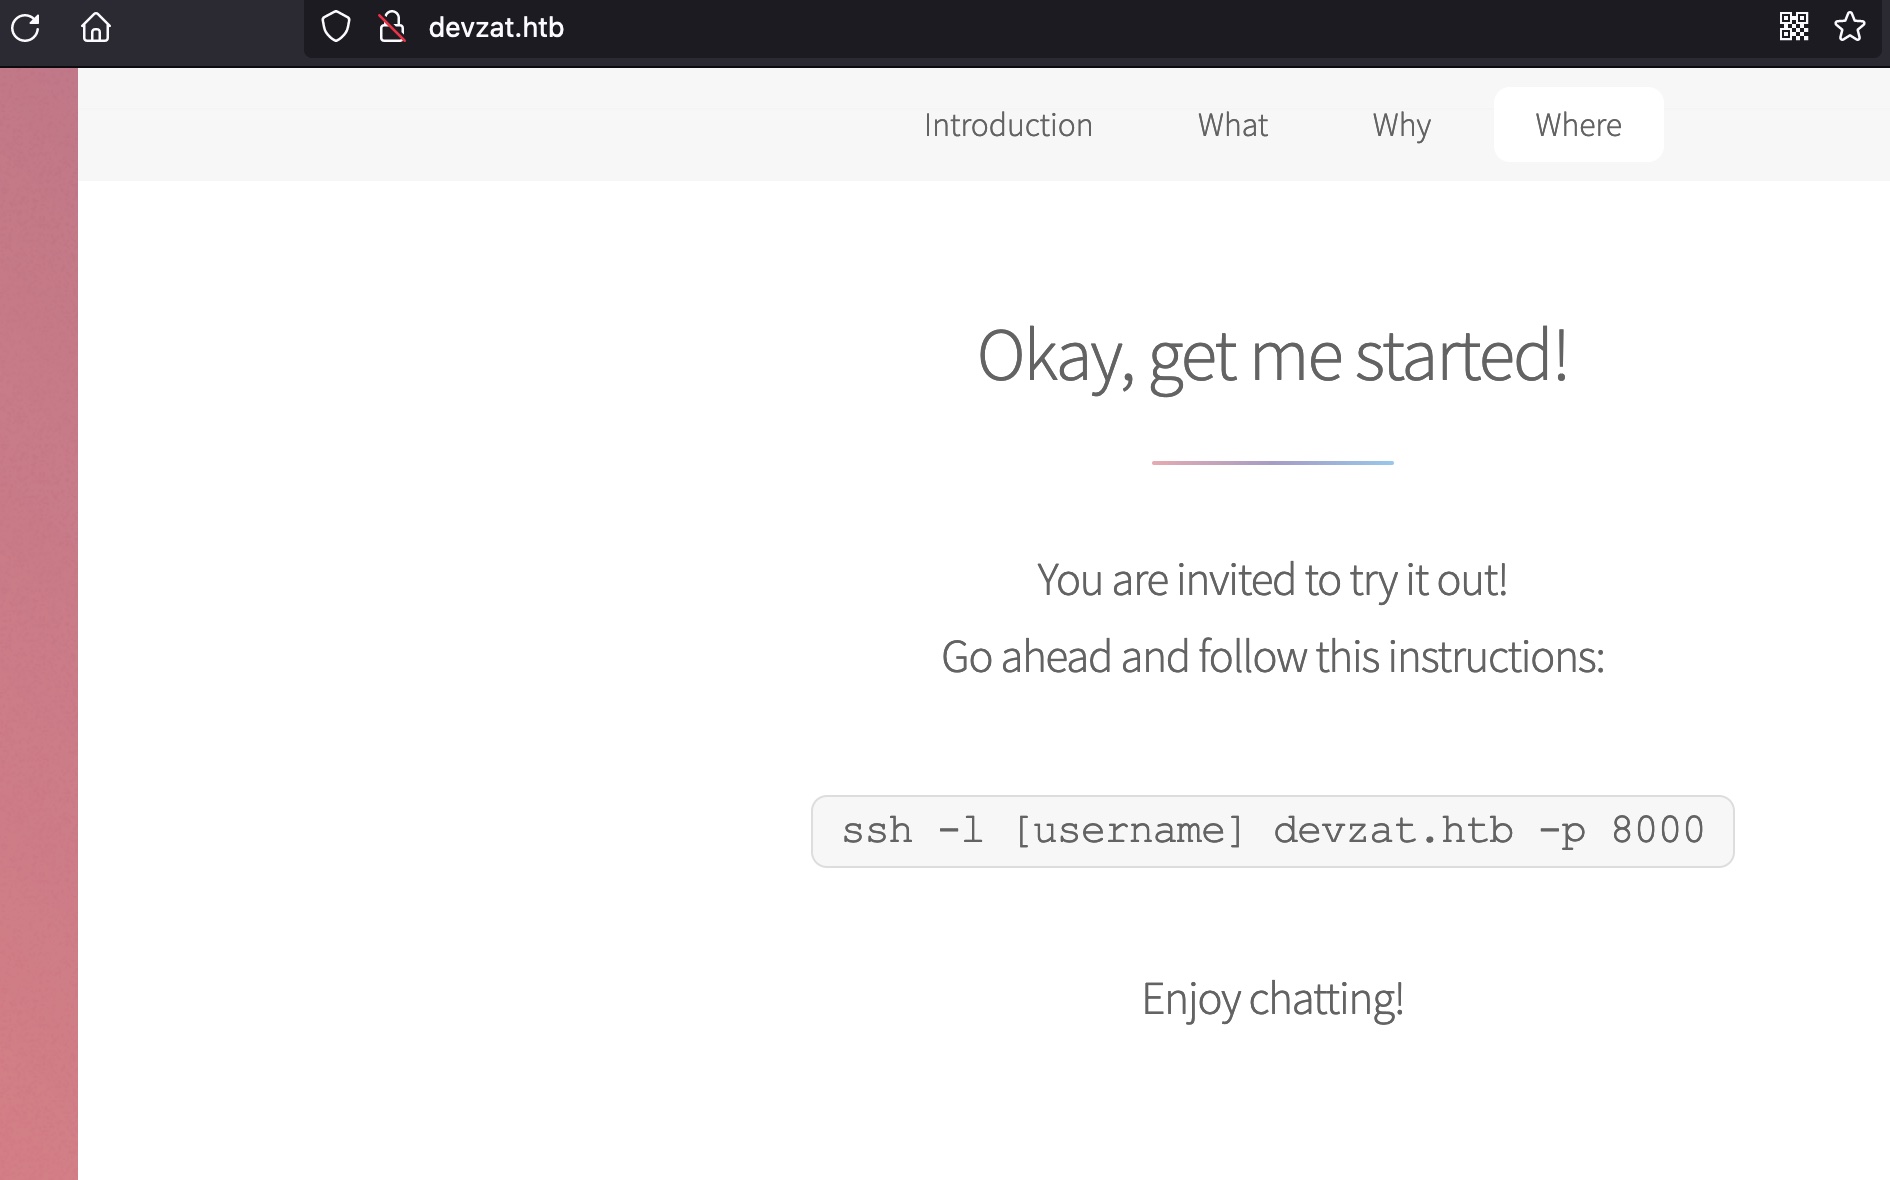 devzat.htb
Introduction What Why Where
Okay, get me started!
You are invited to try it out!
Go ahead and follow this instructions:
ssh -l [username] devzat.htb -p 8000
Enjoy chatting!